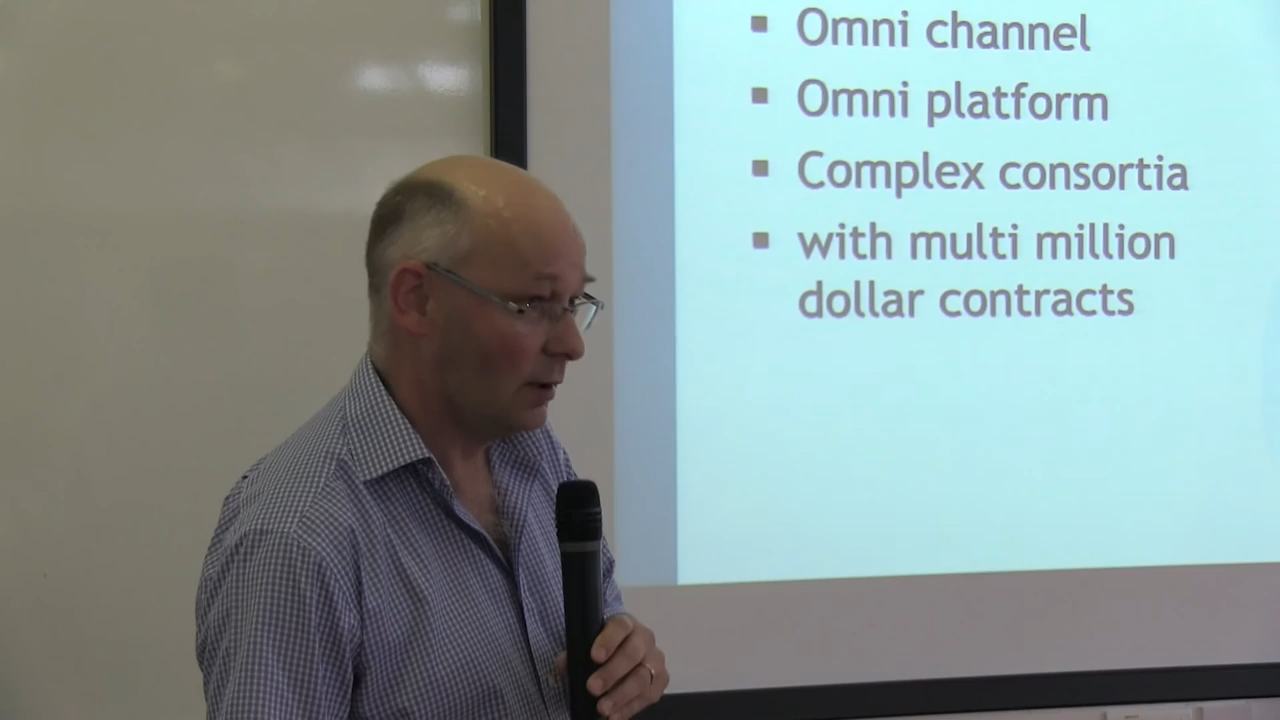 ▪ Omni channel
▪ Omni platform
▪ Complex consortia
▪ with multi million
dollar contracts